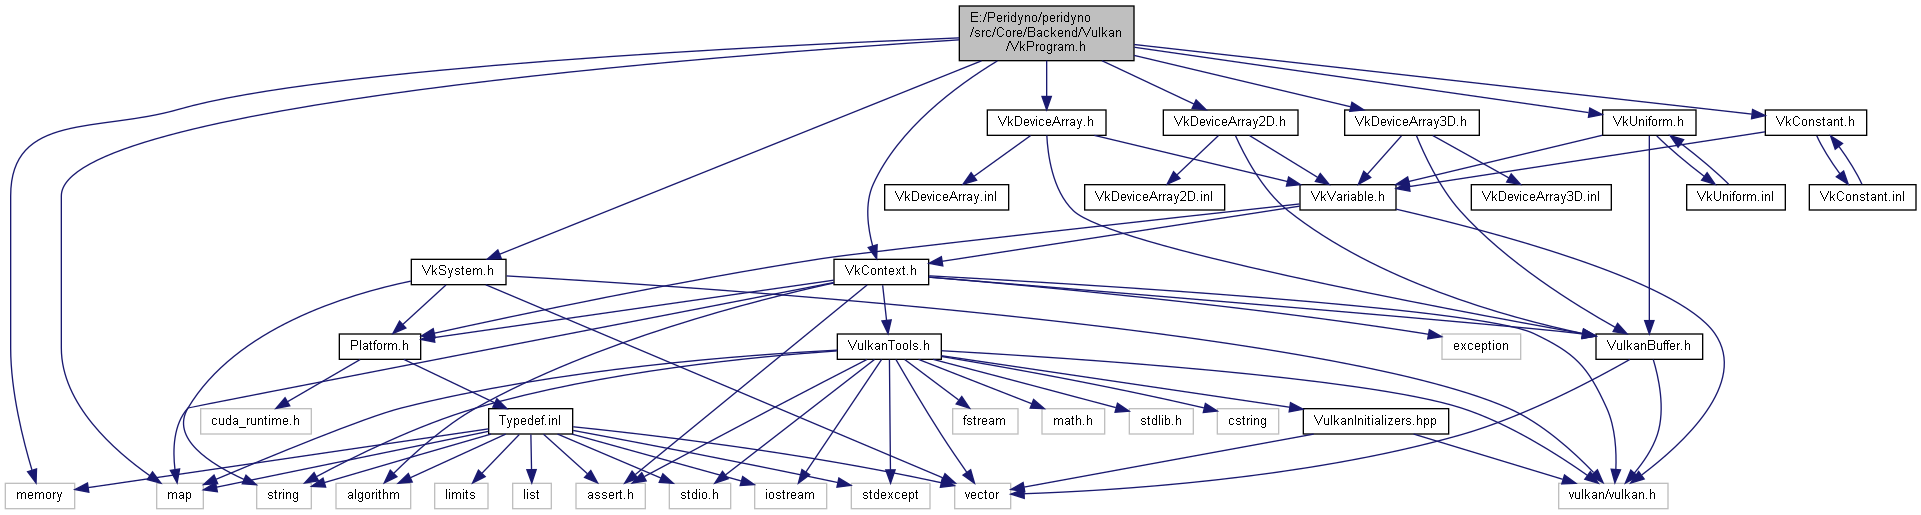 E:/Peridyno/peridyno
/src/Core/Backend/Vulkan
/VkProgram.h
VkDeviceArray.h
VkDeviceArray2D.h
VkDeviceArray3D.h
VkUniform.h
VkConstant.h
VkDeviceArray.inl
VkDeviceArray2D.inl
VkVariable.h
VkDeviceArray3D.inl
VkUniform.inl
VkConstant.inl
VkSystem.h
VkContext.h
Platform.h
VulkanTools.h
exception
VulkanBuffer.h
cuda_runtime.h
Typedef.inl
fstream
math.h
stdlib.h
cstring
VulkanInitializers.hpp
memory
map
string
algorithm
limits
list
assert.h
stdio.h
iostream
stdexcept
vector
vulkan/vulkan.h